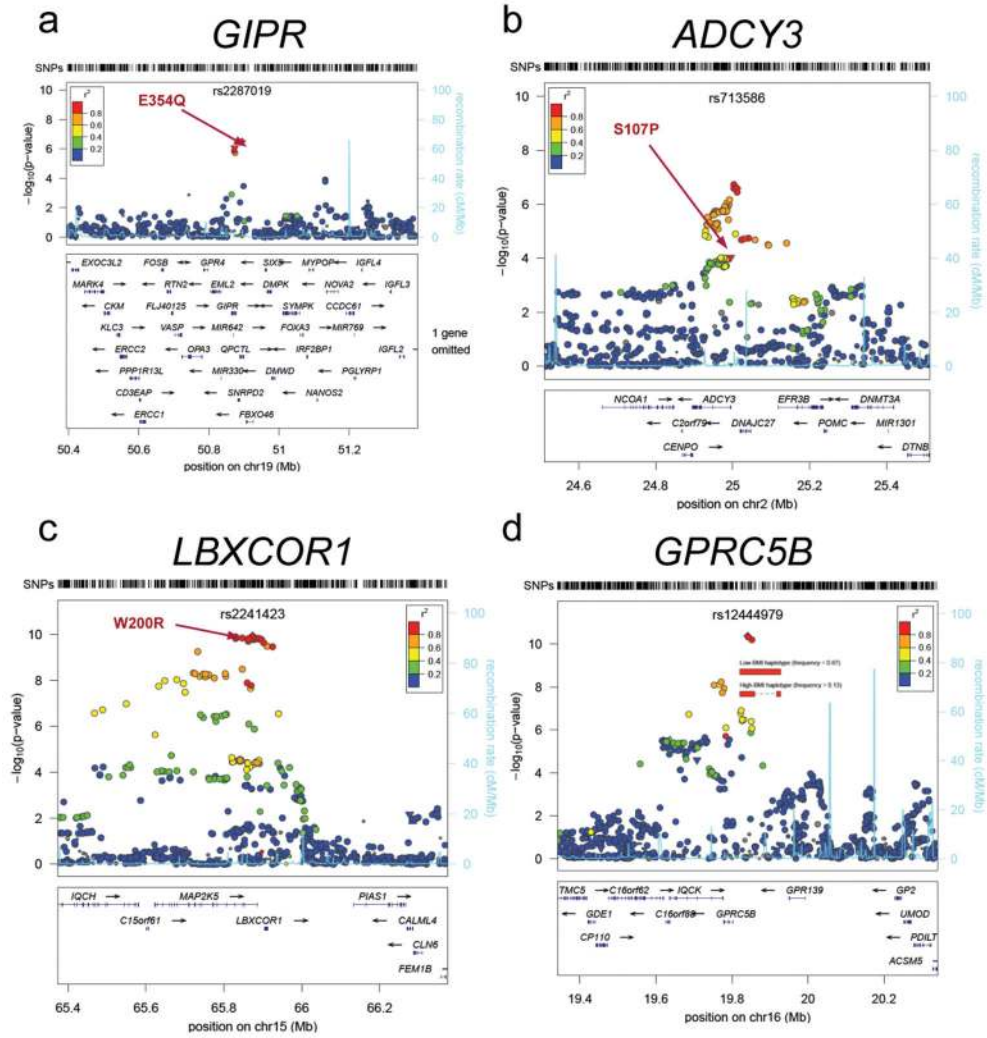 a
GIPR
SNPs
rs2287019
E354Q
r²
0.8
0.6
0.4
0.2
10
8
6
4
2
0
−log10(p−value)
100
80
60
40
20
0
recombination rate (cM/Mb)
EXOC3L2 FOSB GPR4 SIX5 MYPOP IGFL4
MARK4 RTN2 EML2 DMPK NOVA2 IGFL3
CKM FLJ40125 GIPR SYMPK CCDC61
KLC3 VASP MIR642 FOXA3 MIR769
ERCC2 OPA3 QPCTL IRF2BP1 IGFL2
PPP1R13L MIR330 DMWD PGLYRP1
CD3EAP SNRPD2 NANOS2
ERCC1 FBXO46
1 gene
omitted
50.4 50.6 50.8 51 51.2
position on chr19 (Mb)
b
ADCY3
SNPs
rs713586
S107P
r²
0.8
0.6
0.4
0.2
10
8
6
4
2
0
−log10(p−value)
100
80
60
40
20
0
recombination rate (cM/Mb)
NCOA1 ADCY3 EFR3B DNMT3A
C2orf79 DNAJC27 POMC MIR1301
CENPO DTNB
24.6 24.8 25 25.2 25.4
position on chr2 (Mb)
c
LBXCOR1
SNPs
rs2241423
W200R
r²
0.8
0.6
0.4
0.2
10
8
6
4
2
0
−log10(p−value)
100
80
60
40
20
0
recombination rate (cM/Mb)
IQCH MAP2K5 PIAS1
C15orf61 LBXCOR1 CALML4
CLN6
FEM1B
65.4 65.6 65.8 66 66.2
position on chr15 (Mb)
d
GPRC5B
SNPs
rs12444979
Low-BMI haplotype (frequency = 0.87)
High-BMI haplotype (frequency = 0.13)
r²
0.8
0.6
0.4
0.2
10
8
6
4
2
0
−log10(p−value)
100
80
60
40
20
0
recombination rate (cM/Mb)
TMC5 C16orf62 IQCK GPR139 GP2
GDE1 C16orf88 GPRC5B UMOD
CP110 PDILT
ACSM5
19.4 19.6 19.8 20 20.2
position on chr16 (Mb)